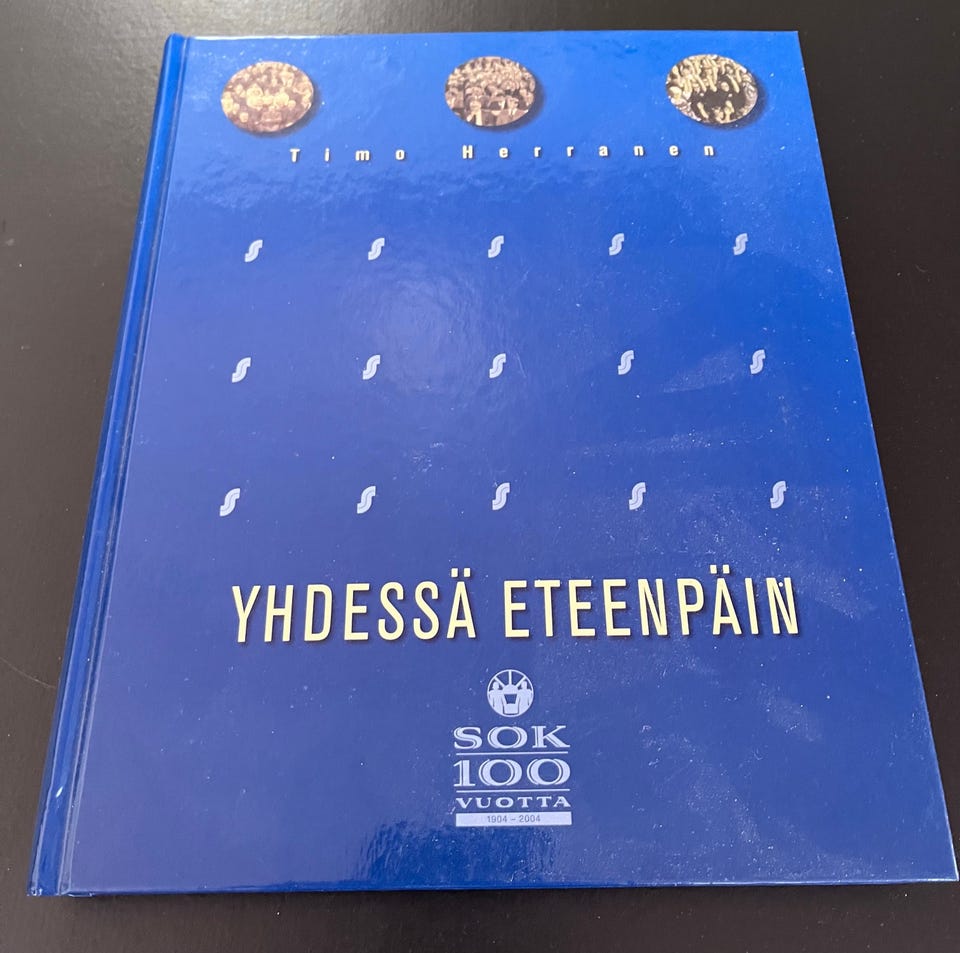 Timo Herranen
YHDESSÄ ETEENPÄIN
SOK
100
VUOTTA
1904 – 2004